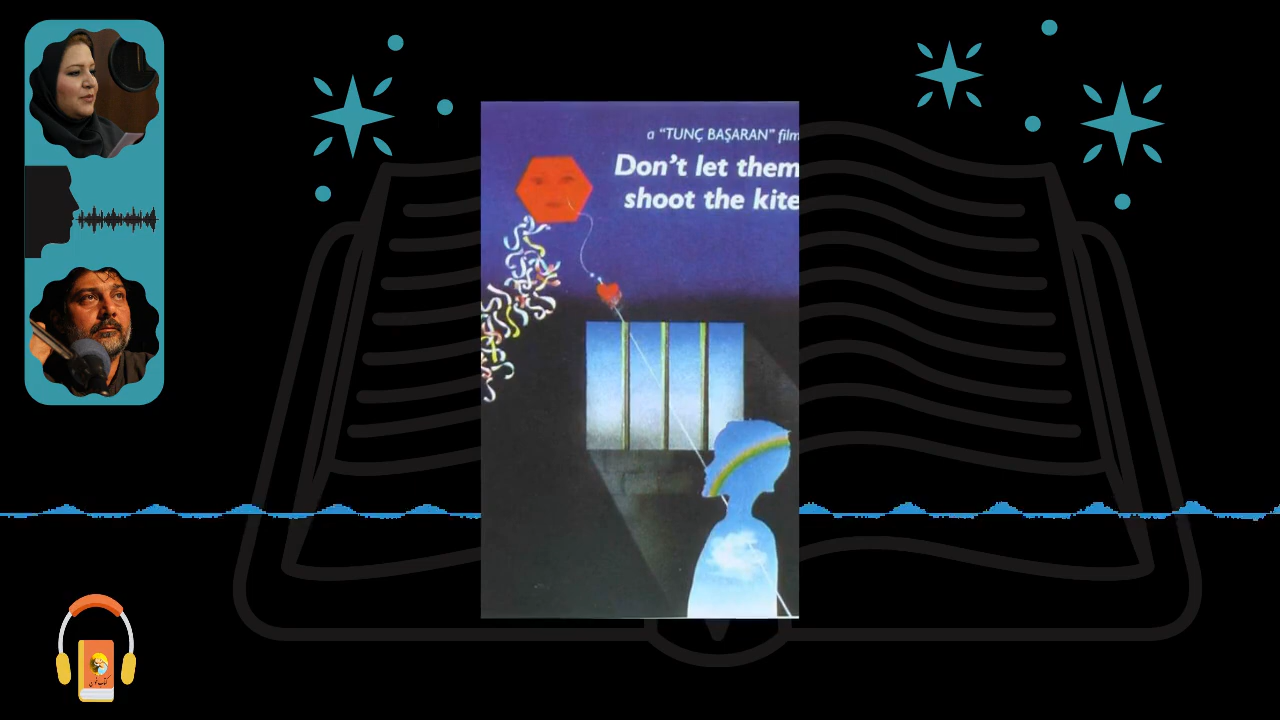 a “TUNÇ BAŞARAN” film
Don’t let them
shoot the kite